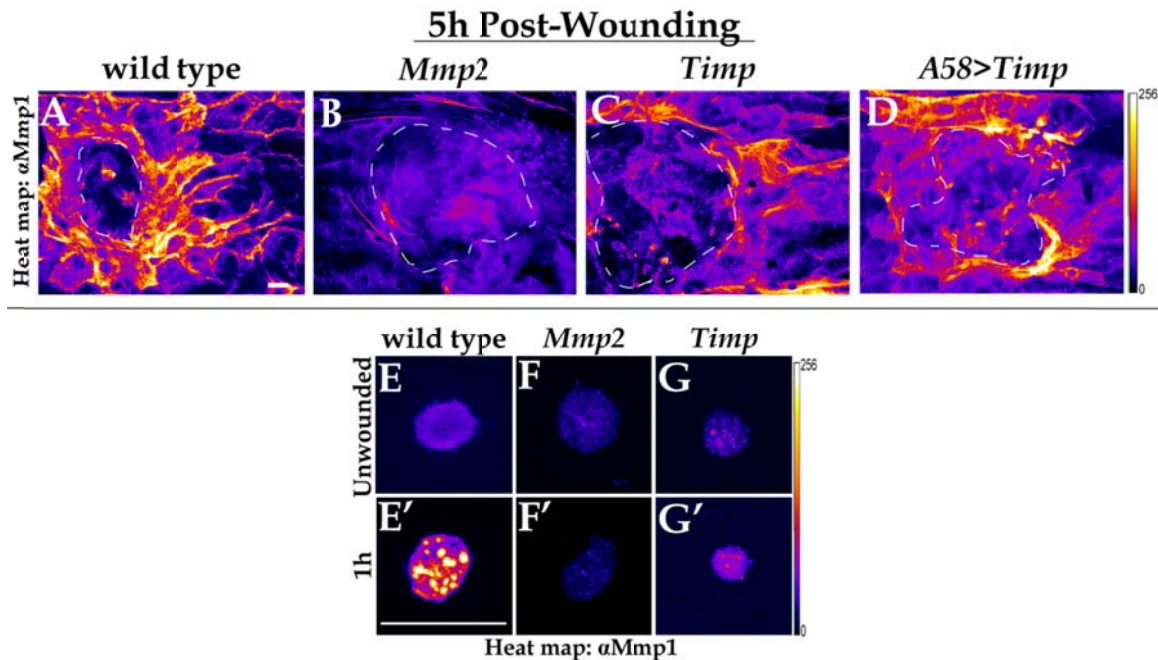 5h Post-Wounding
wild type Mmp2 Timp A58>Timp
Heat map: αMmp1
A B C D
256
0
wild type Mmp2 Timp
Unwounded
E F G
256
1h
E′ F′ G′
0
Heat map: αMmp1